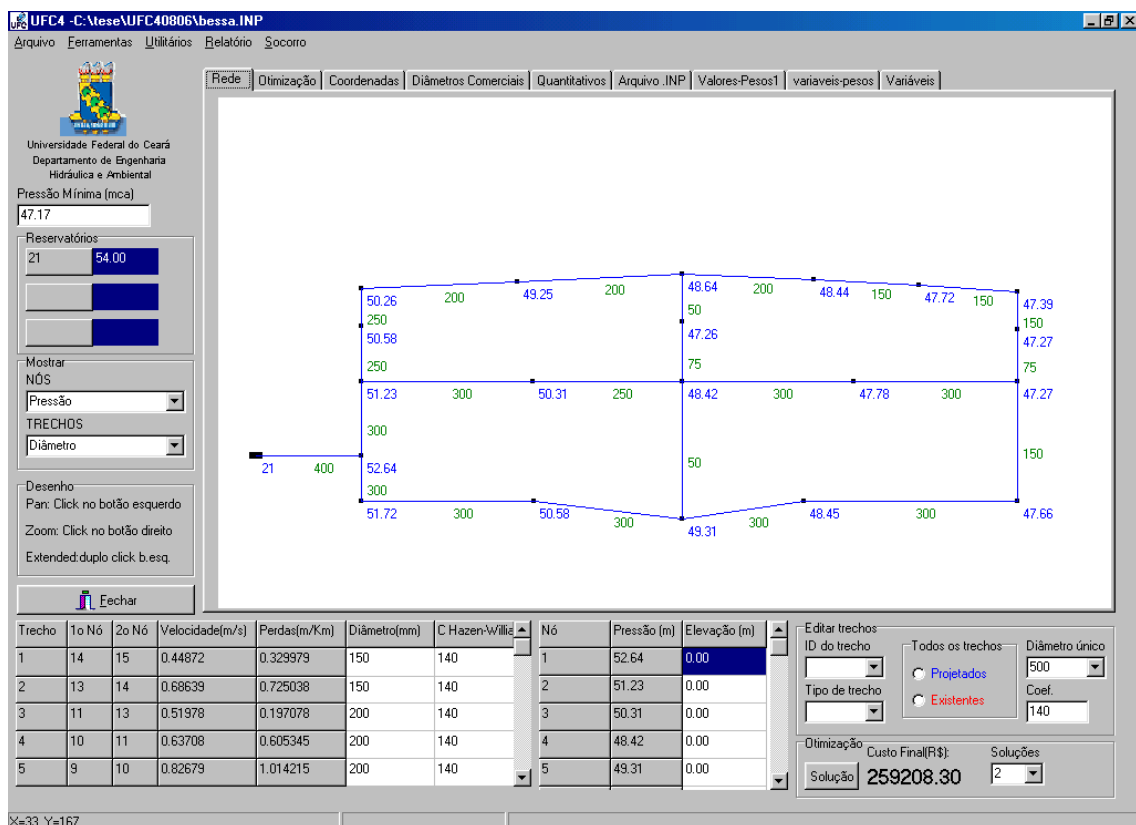 UFC4 -C:\tese\UFC40806\bessa.INP
Arquivo Ferramentas Utilitários Relatório Socorro
Universidade Federal do Ceará
Departamento de Engenharia
Hidráulica e Ambiental
Pressão Mínima (mca)
47.17
Reservatórios
21 54.00
Mostrar
NÓS
Pressão
TRECHOS
Diâmetro
Desenho
Pan: Click no botão esquerdo
Zoom: Click no botão direito
Extended:duplo click b.esq.
Fechar
Rede Otimização Coordenadas Diâmetros Comerciais Quantitativos Arquivo .INP Valores-Pesos1 variaveis-pesos Variáveis
50.26 200 49.25 200 48.64 200 48.44 150 47.72 150 47.39
250 50 150
50.58 47.26 47.27
250 75 75
51.23 300 50.31 250 48.42 300 47.78 300 47.27
300
50 150
21 400 52.64
300
51.72 300 50.58 300 49.31 300 48.45 300 47.66
Trecho 1o Nó 2o Nó Velocidade(m/s) Perdas(m/Km) Diâmetro(mm) C Hazen-Willia
1 14 15 0.44872 0.329979 150 140
2 13 14 0.68639 0.725038 150 140
3 11 13 0.51978 0.197078 200 140
4 10 11 0.63708 0.605345 200 140
5 9 10 0.82679 1.014215 200 140
Nó Pressão (m) Elevação (m)
1 52.64 0.00
2 51.23 0.00
3 50.31 0.00
4 48.42 0.00
5 49.31 0.00
Editar trechos
ID do trecho
Tipo de trecho
Todos os trechos
Projetados
Existentes
Diâmetro único
500
Coef.
140
Otimização
Solução
Custo Final(R$):
259208.30
Soluções
2
X=33 Y=167